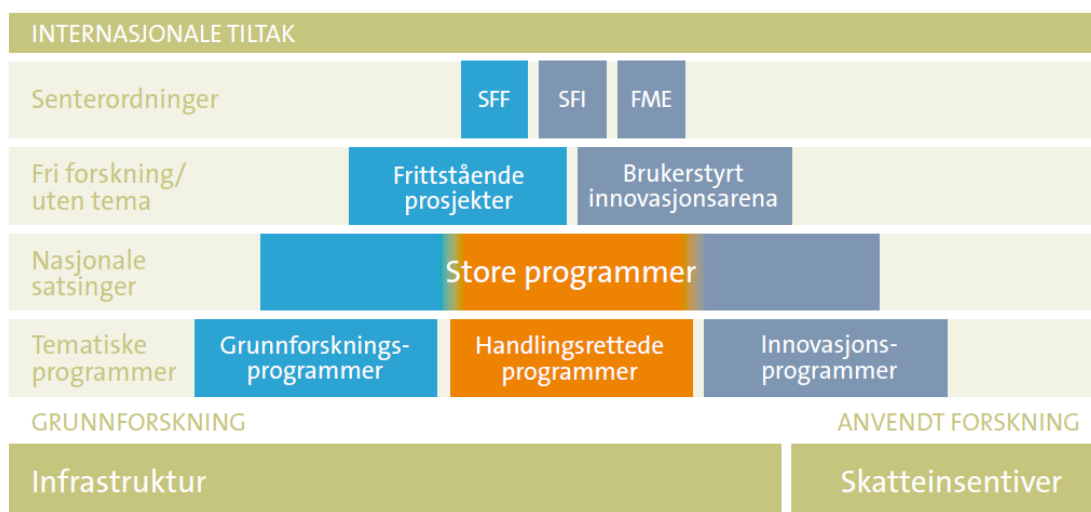 INTERNASJONALE TILTAK
Senterordninger
SFF
SFI
FME
Fri forskning/
uten tema
Frittstående
prosjekter
Brukerstyrt
innovasjonsarena
Nasjonale
satsinger
Store programmer
Tematiske
programmer
Grunnforsknings-
programmer
Handlingsrettede
programmer
Innovasjons-
programmer
GRUNNFORSKNING
ANVENDT FORSKNING
Infrastruktur
Skatteinsentiver